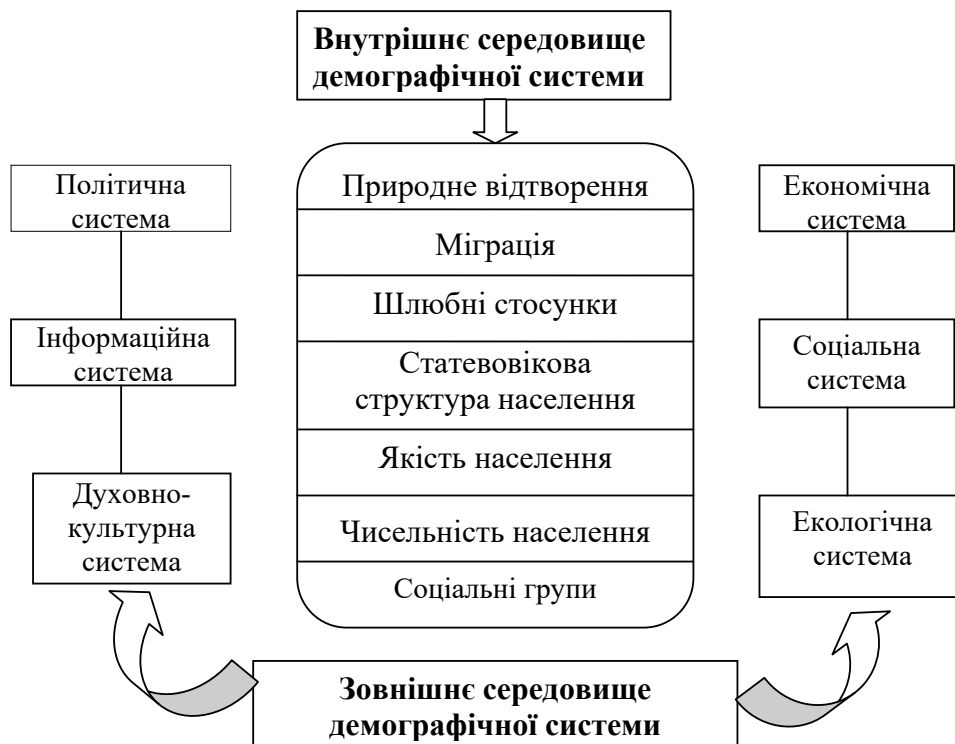 Внутрішнє середовище
демографічної системи
Політична
система
Інформаційна
система
Духовно-
культурна
система
Природне відтворення
Міграція
Шлюбні стосунки
Статевовікова
структура населення
Якість населення
Чисельність населення
Соціальні групи
Економічна
система
Соціальна
система
Екологічна
система
Зовнішнє середовище
демографічної системи